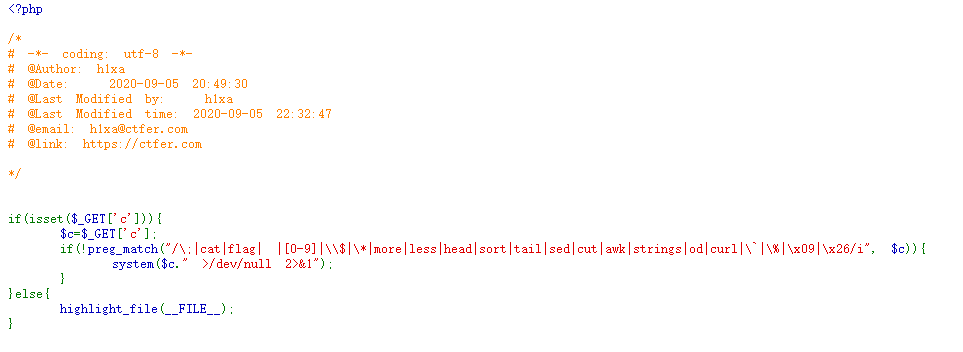 <?php
/*
# -*- coding: utf-8 -*-
# @Author: h1xa
# @Date:   2020-09-05 20:49:30
# @Last Modified by:   h1xa
# @Last Modified time: 2020-09-05 22:32:47
# @email: h1xa@ctfer.com
# @link: https://ctfer.com
*/
if(isset($_GET['c'])){
    $c=$_GET['c'];
    if(!preg_match("/\;|cat|flag| |[0-9]|\\$|\*|more|less|head|sort|tail|sed|cut|awk|strings|od|curl|\`|\%|\x09|\x26/i", $c)){
        system($c." >/dev/null 2>&1");
    }
}else{
    highlight_file(__FILE__);
}